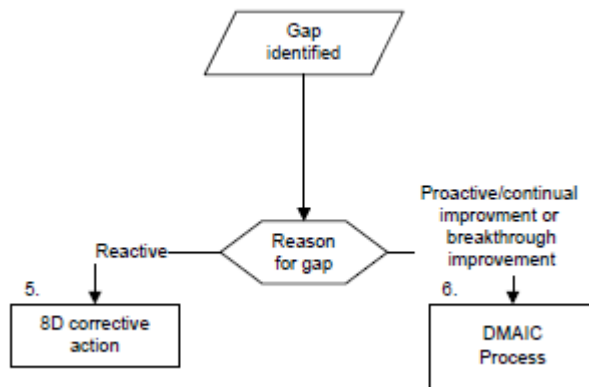 Gap
identified
Proactive/continual
improvment or
breakthrough
improvement
Reason
for gap
Reactive
5.
8D corrective
action
6.
DMAIC
Process